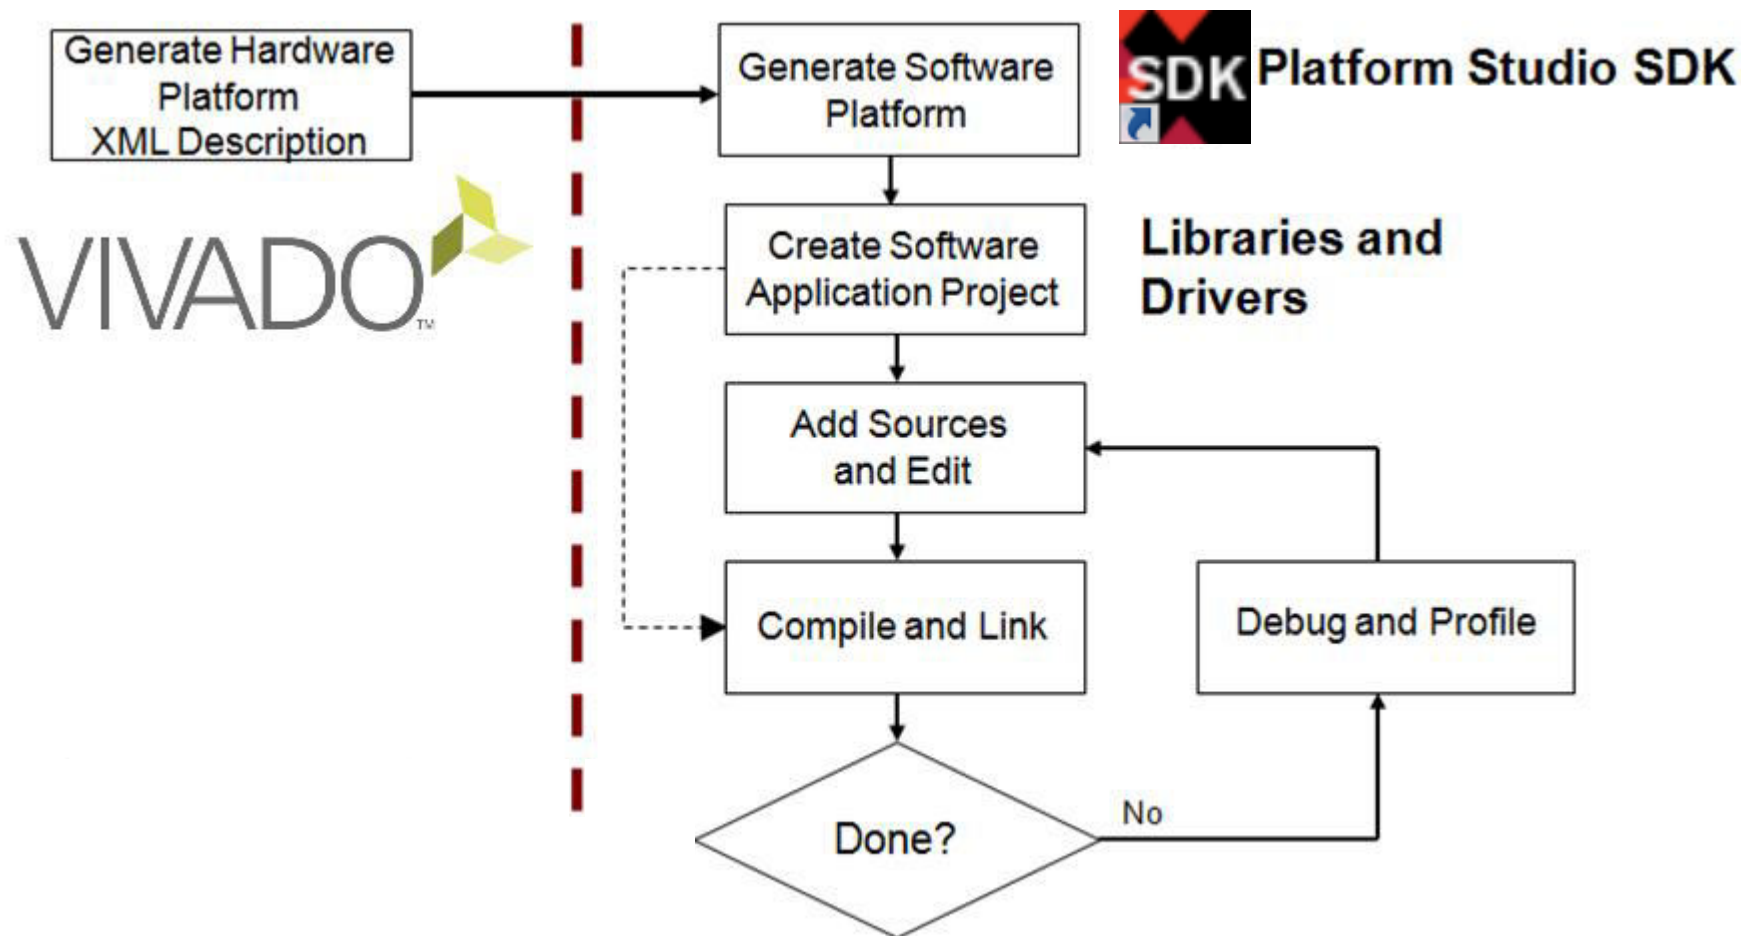 Generate Hardware
Platform
XML Description
VIVADO
TM
Generate Software
Platform
SDK
Platform Studio SDK
Create Software
Application Project
Libraries and
Drivers
Add Sources
and Edit
Compile and Link
Debug and Profile
Done?
No